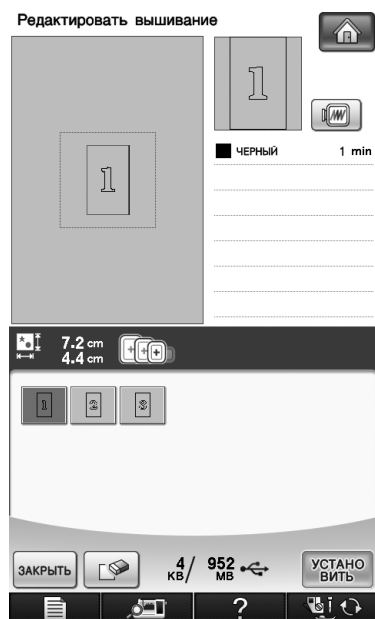 Редактировать вышивание
1
1
ЧЕРНЫЙ 1 min
7.2 cm
4.4 cm
1 2 3
ЗАКРЫТЬ
4 KB/ 952 MB
УСТАНО
ВИТЬ
?